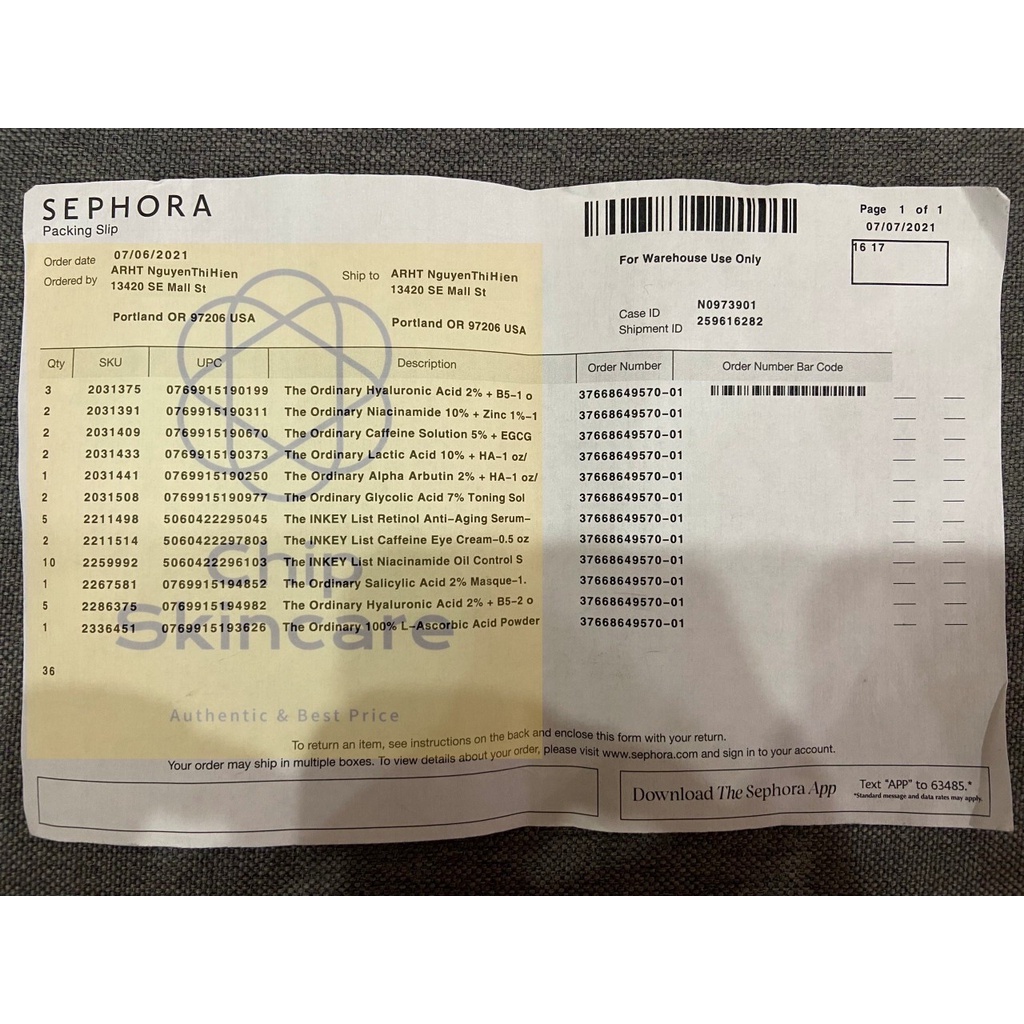 SEPHORA
Packing Slip
Page 1 of 1
07/07/2021
16 17
Order date 07/06/2021
Ordered by ARHT NguyenThiHien
13420 SE Mall St
Portland OR 97206 USA
Ship to ARHT NguyenThiHien
13420 SE Mall St
Portland OR 97206 USA
For Warehouse Use Only
Case ID N0973901
Shipment ID 259616282
Qty SKU UPC Description Order Number Order Number Bar Code
3 2031375 0769915190199 The Ordinary Hyaluronic Acid 2% + B5-1 o 37668649570-01
2 2031391 0769915190311 The Ordinary Niacinamide 10% + Zinc 1%-1 37668649570-01
2 2031409 0769915190670 The Ordinary Caffeine Solution 5% + EGCG 37668649570-01
2 2031433 0769915190373 The Ordinary Lactic Acid 10% + HA-1 oz/ 37668649570-01
1 2031441 0769915190250 The Ordinary Alpha Arbutin 2% + HA-1 oz/ 37668649570-01
2 2031508 0769915190977 The Ordinary Glycolic Acid 7% Toning Sol 37668649570-01
5 2211498 5060422295045 The INKEY List Retinol Anti-Aging Serum- 37668649570-01
2 2211514 5060422297803 The INKEY List Caffeine Eye Cream-0.5 oz 37668649570-01
10 2259992 5060422296103 The INKEY List Niacinamide Oil Control S 37668649570-01
1 2267581 0769915194852 The Ordinary Salicylic Acid 2% Masque-1. 37668649570-01
5 2286375 0769915194982 The Ordinary Hyaluronic Acid 2% + B5-2 o 37668649570-01
1 2336451 0769915193626 The Ordinary 100% L-Ascorbic Acid Powder 37668649570-01
36
Chip
Skincare
Authentic & Best Price
To return an item, see instructions on the back and enclose this form with your return.
Your order may ship in multiple boxes. To view details about your order, please visit www.sephora.com and sign in to your account.
Download The Sephora App
Text "APP" to 63485.*
*Standard message and data rates may apply.